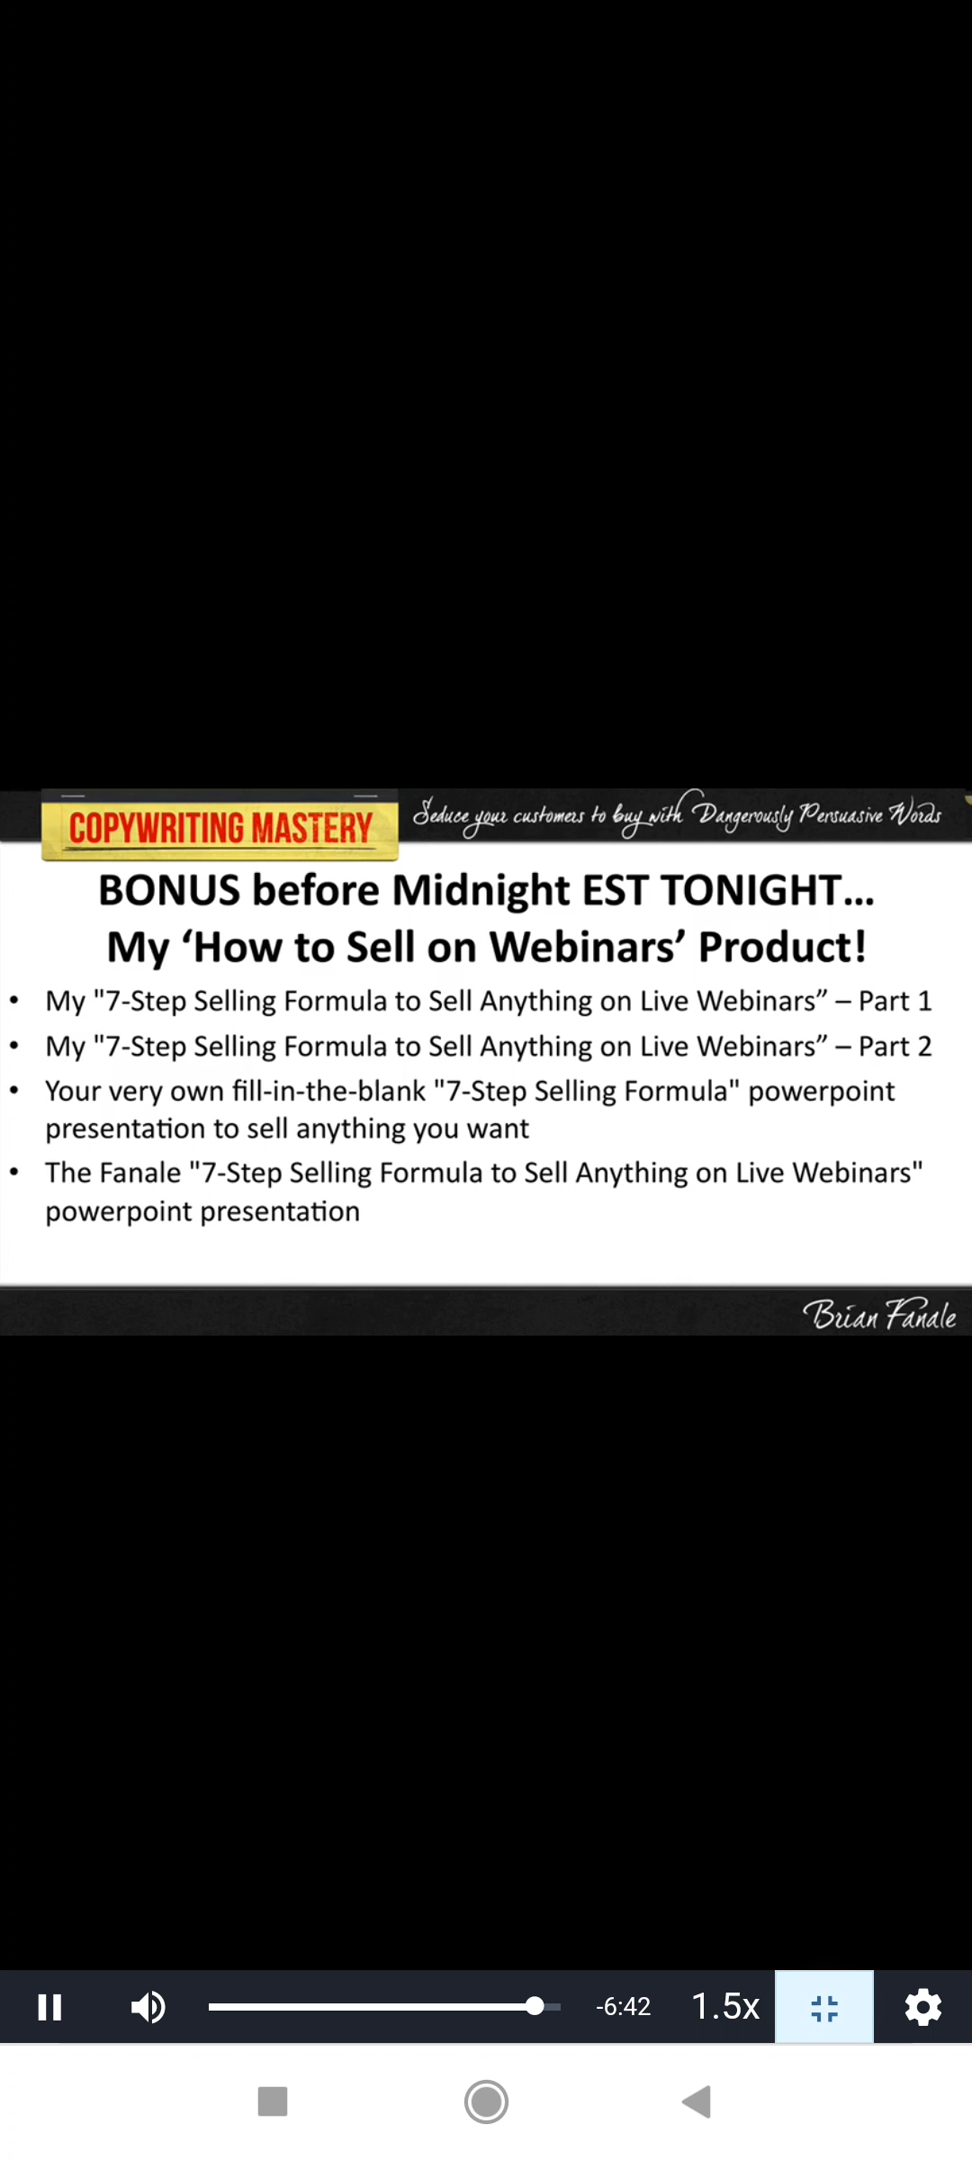 COPYWRITING MASTERY
Seduce your customers to buy with Dangerously Persuasive Words
BONUS before Midnight EST TONIGHT...
My ‘How to Sell on Webinars’ Product!
• My "7-Step Selling Formula to Sell Anything on Live Webinars” – Part 1
• My "7-Step Selling Formula to Sell Anything on Live Webinars” – Part 2
• Your very own fill-in-the-blank "7-Step Selling Formula" powerpoint
presentation to sell anything you want
• The Fanale "7-Step Selling Formula to Sell Anything on Live Webinars"
powerpoint presentation
Brian Fanale
-6:42
1.5x